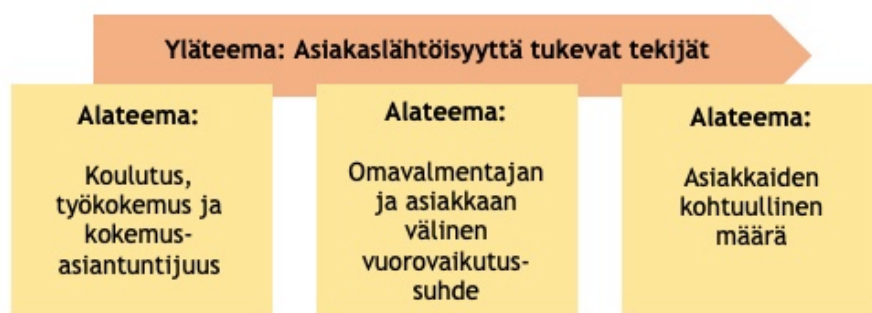 Yläteema: Asiakaslähtöisyyttä tukevat tekijät
Alateema:
Koulutus,
työkokemus ja
kokemus-
asiantuntijuus
Alateema:
Omavalmentajan
ja asiakkaan
välinen
vuorovaikutus-
suhde
Alateema:
Asiakkaiden
kohtuullinen
määrä